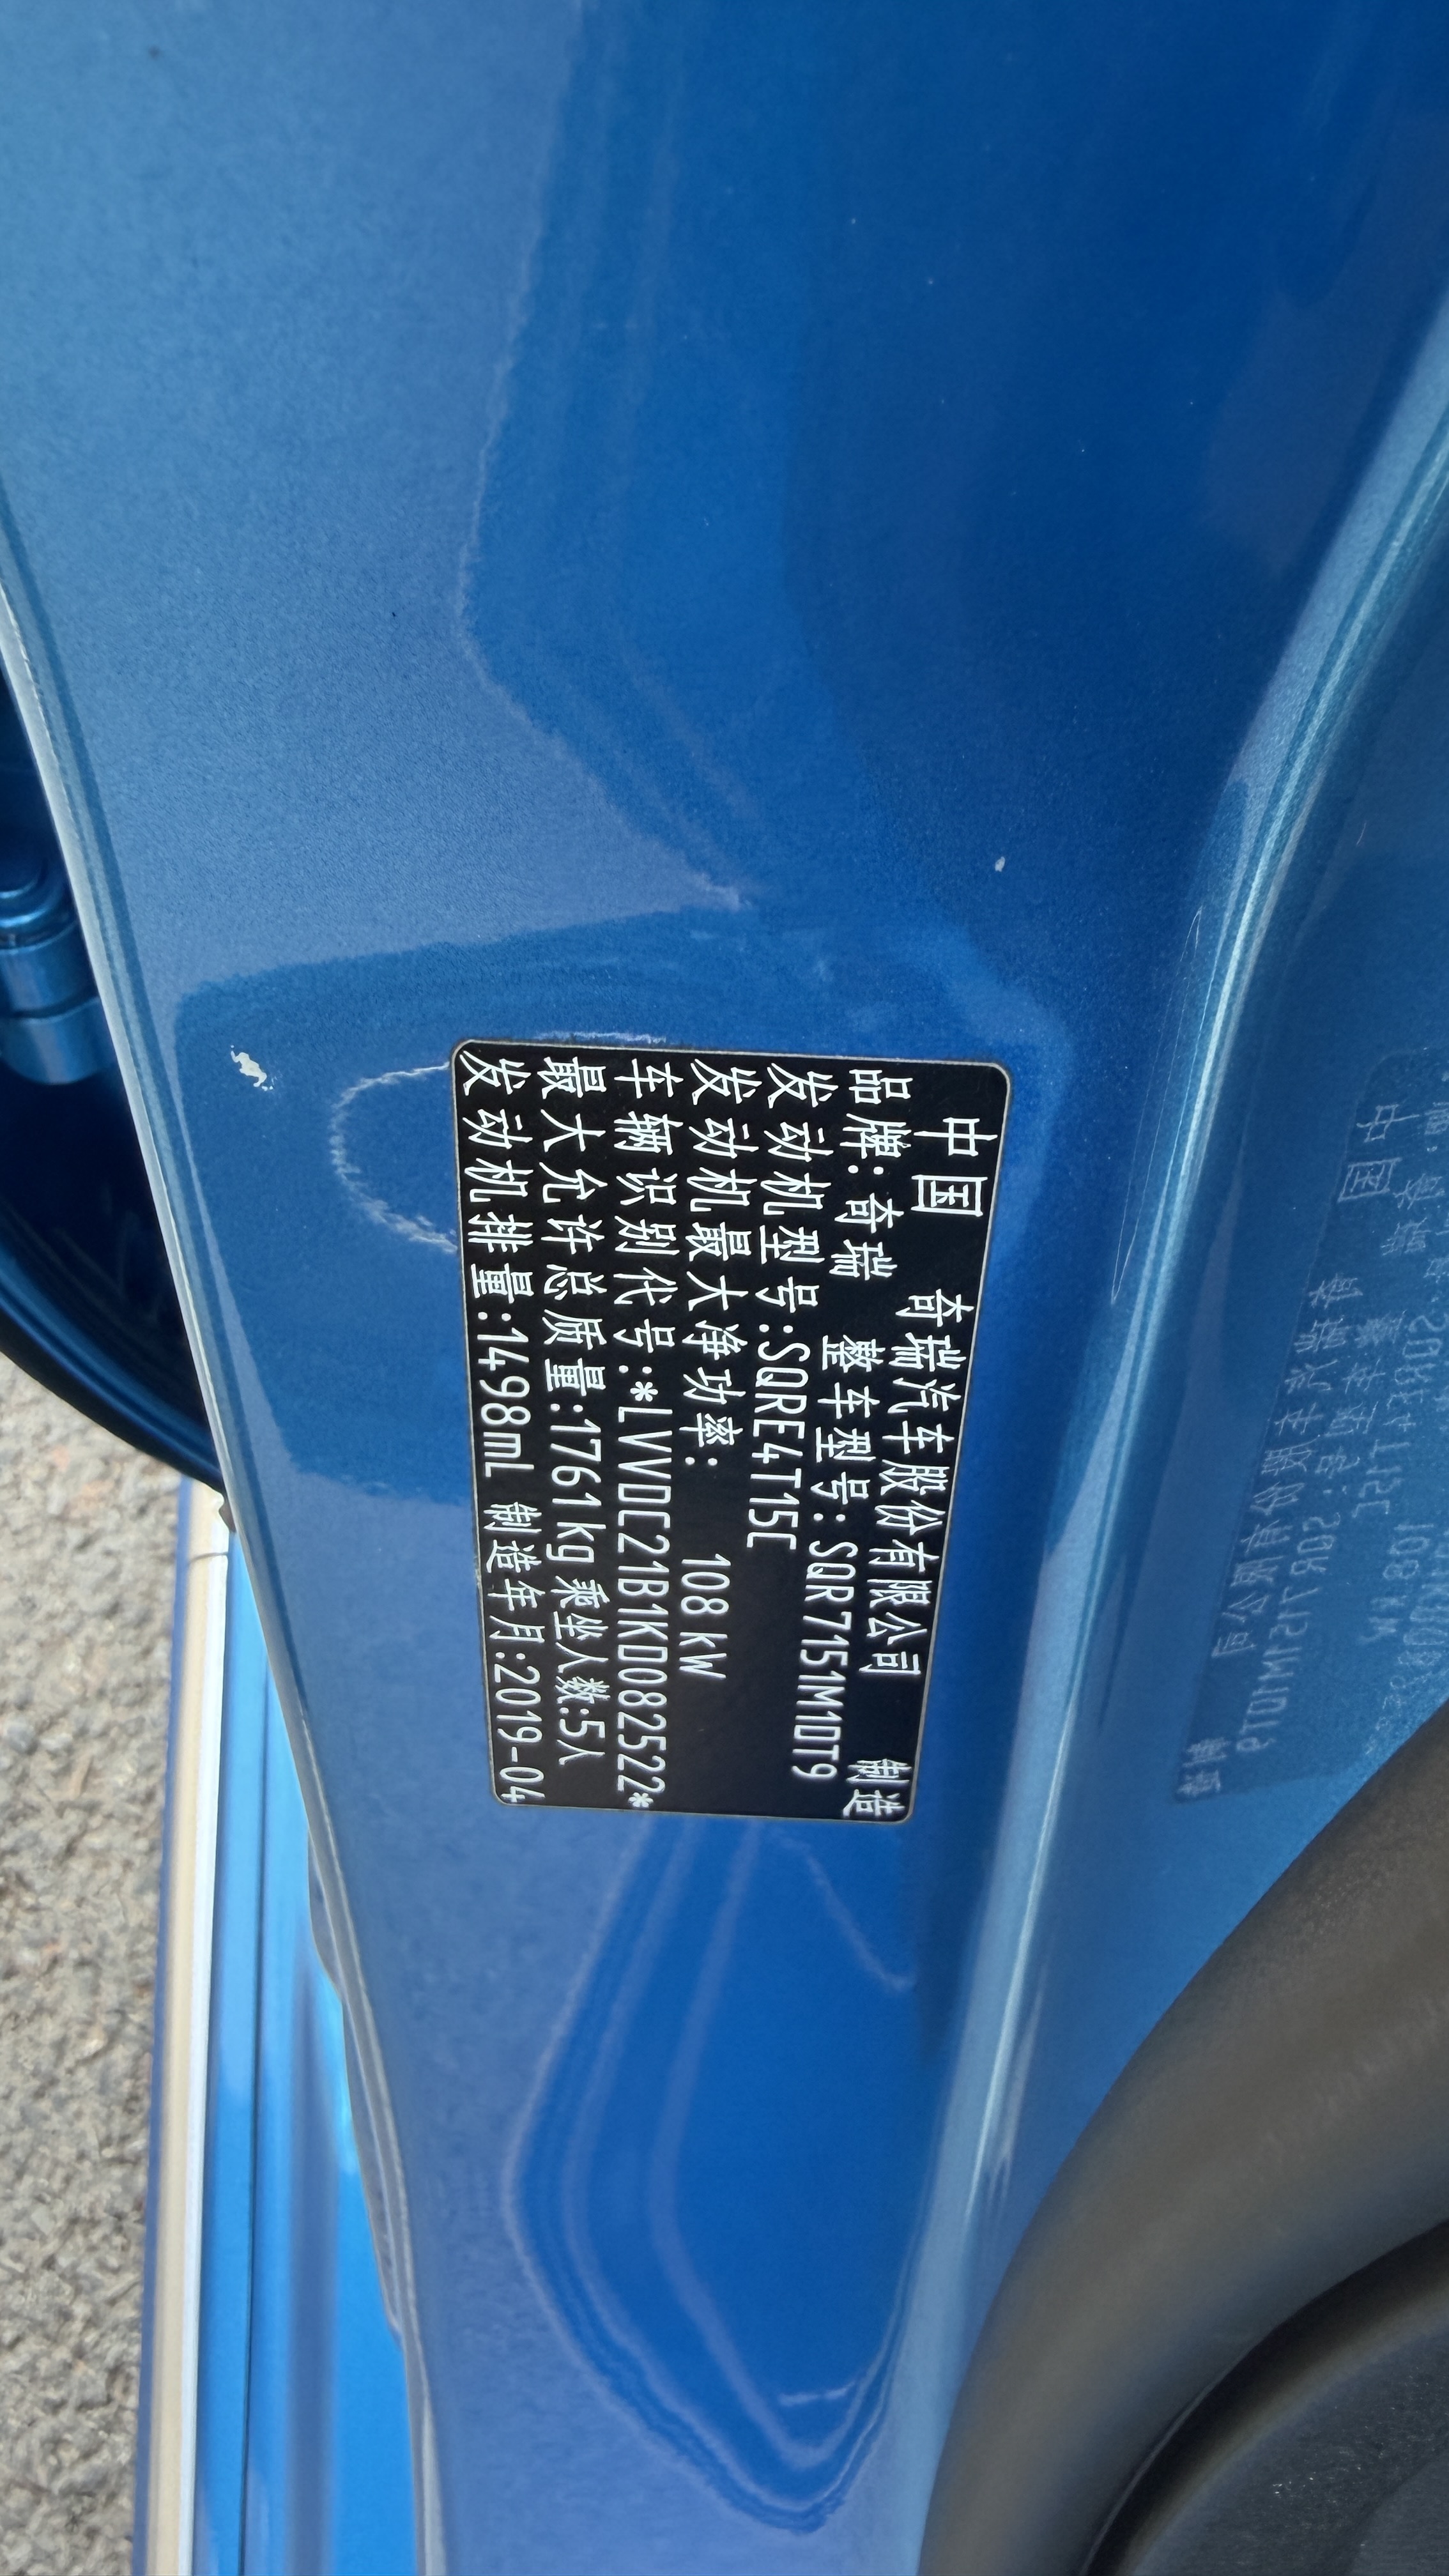 中国 奇瑞汽车股份有限公司 制造
品牌:奇瑞 整车型号:SQR7151M1DT9
发动机型号:SQRE4T15C
发动机最大净功率: 108 kW
车辆识别代号:*LVVDC21B1KD082522*
最大允许总质量:1761kg 乘坐人数:5人
发动机排量:1498mL 制造年月:2019-04